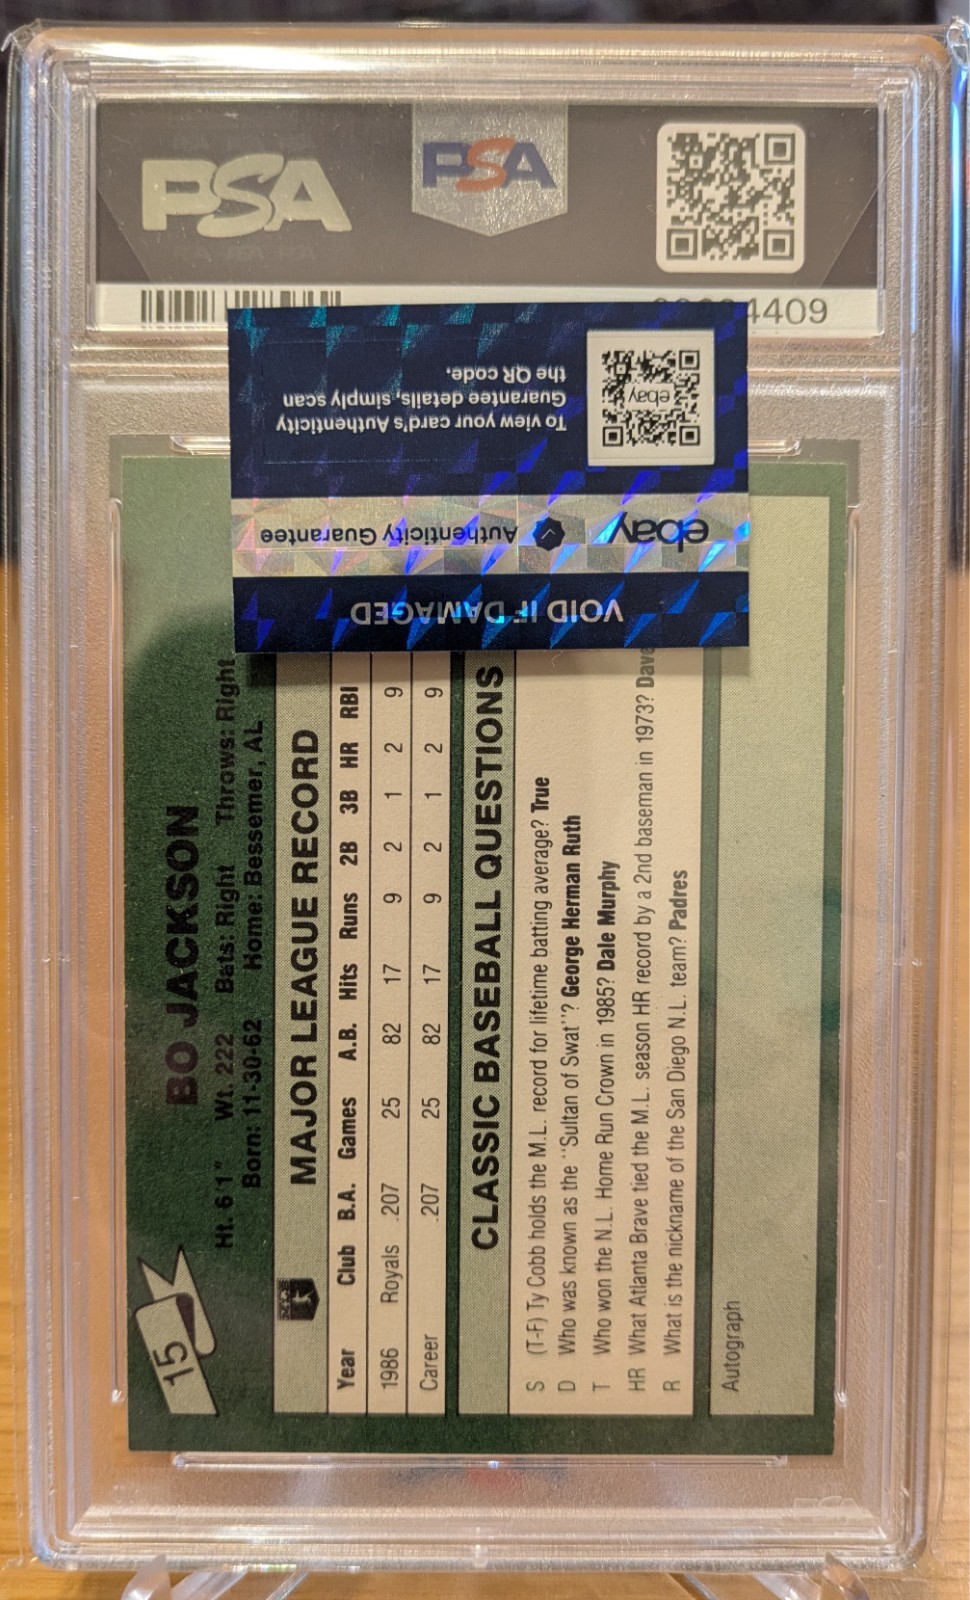 PSA
PSA
4409
To view your card's Authenticity
Guarantee details, simply scan
the QR code.
ebay
ebay Authenticity Guarantee
VOID IF DAMAGED
15
BO JACKSON
Ht. 6'1" Wt. 222 Bats: Right Throws: Right
Born: 11-30-62 Home: Bessemer, AL
MAJOR LEAGUE RECORD
Year Club B.A. Games A.B. Hits Runs 2B 3B HR RBI
1986 Royals .207 25 82 17 9 2 1 2 9
Career .207 25 82 17 9 2 1 2 9
CLASSIC BASEBALL QUESTIONS
S (T-F) Ty Cobb holds the M.L. record for lifetime batting average? True
D Who was known as the "Sultan of Swat"? George Herman Ruth
T Who won the N.L. Home Run Crown in 1985? Dale Murphy
HR What Atlanta Brave tied the M.L. season HR record by a 2nd baseman in 1973? Dave
R What is the nickname of the San Diego N.L. team? Padres
Autograph
PSA